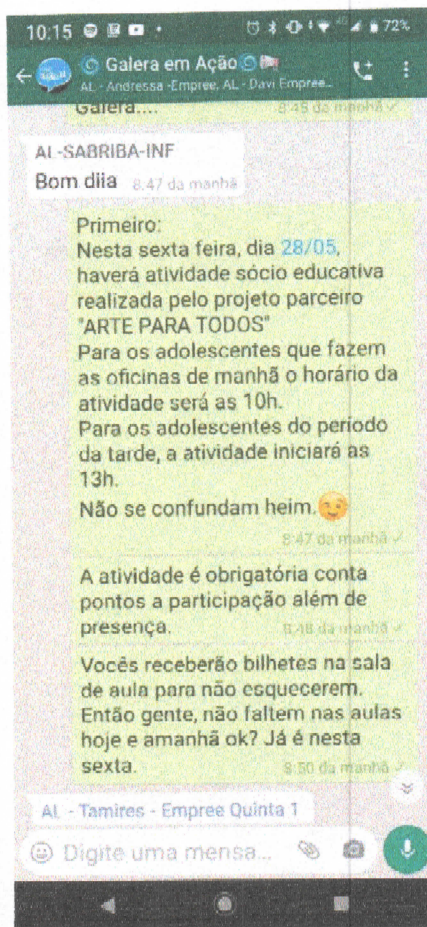 10:15 72%
Galera em Ação
AL - Andressa -Empree, AL - Davi Empree...
Galera.... 8:45 da manhã
AL-SABRIBA-INF
Bom diia 8.47 da manhã
Primeiro:
Nesta sexta feira, dia 28/05,
haverá atividade sócio educativa
realizada pelo projeto parceiro
"ARTE PARA TODOS"
Para os adolescentes que fazem
as oficinas de manhã o horário da
atividade será as 10h.
Para os adolescentes do período
da tarde, a atividade iniciará as
13h.
Não se confundam heim.😉
8:47 da manhã ✓
A atividade é obrigatória conta
pontos a participação além de
presença. 8:48 da manhã ✓
Vocês receberão bilhetes na sala
de aula para não esquecerem.
Então gente, não faltem nas aulas
hoje e amanhã ok? Já é nesta
sexta. 8:50 da manhã ✓
AL - Tamires - Empree Quinta 1
Digite uma mensa...